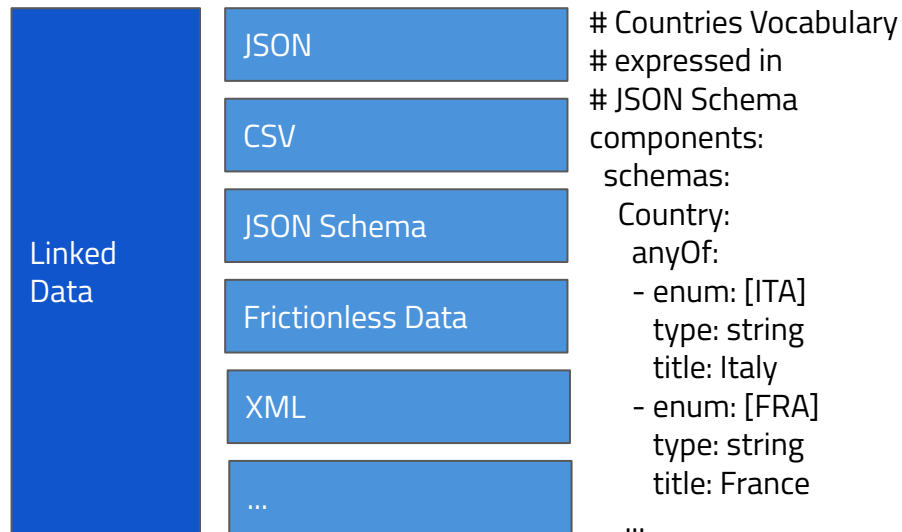 Linked
Data
JSON
CSV
JSON Schema
Frictionless Data
XML
...
# Countries Vocabulary
# expressed in
# JSON Schema
components:
schemas:
Country:
anyOf:
- enum: [ITA]
type: string
title: Italy
- enum: [FRA]
type: string
title: France
...